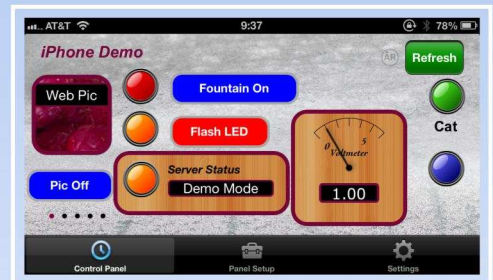 AT&T 9:37 78%
iPhone Demo
AR
Refresh
Web Pic
Fountain On
Flash LED
Cat
0 5
Voltmeter
Server Status
Demo Mode
1.00
Pic Off
Control Panel
Panel Setup
Settings